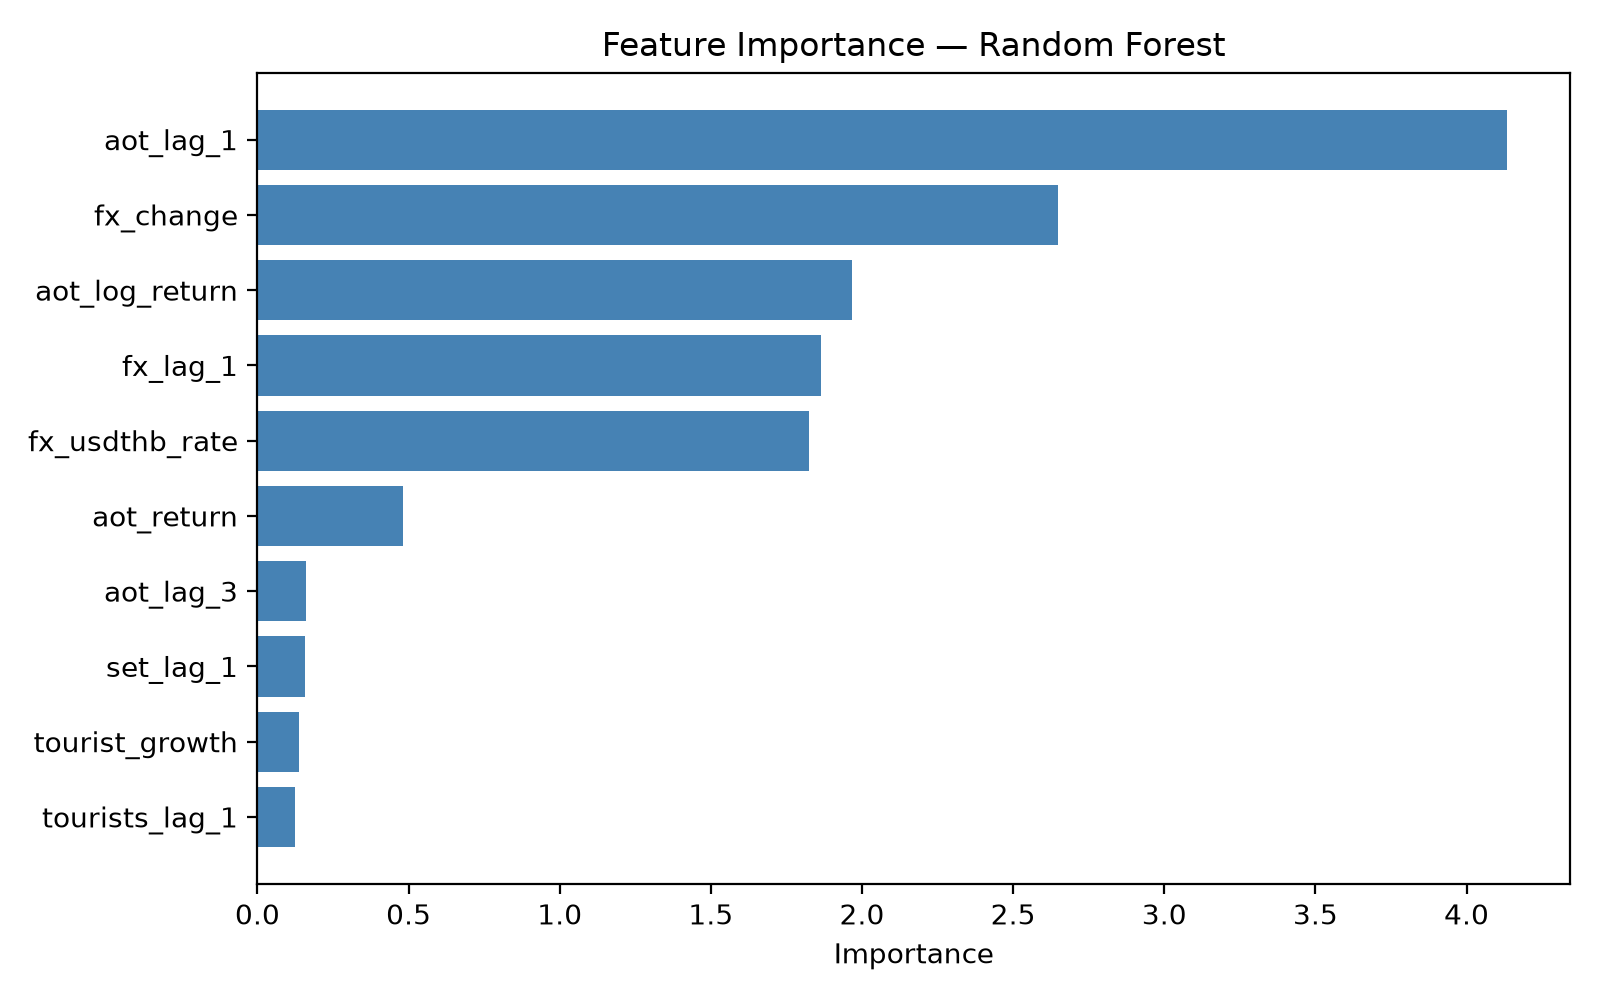 Feature Importance — Random Forest
aot_lag_1
fx_change
aot_log_return
fx_lag_1
fx_usdthb_rate
aot_return
aot_lag_3
set_lag_1
tourist_growth
tourists_lag_1
0.0 0.5 1.0 1.5 2.0 2.5 3.0 3.5 4.0
Importance